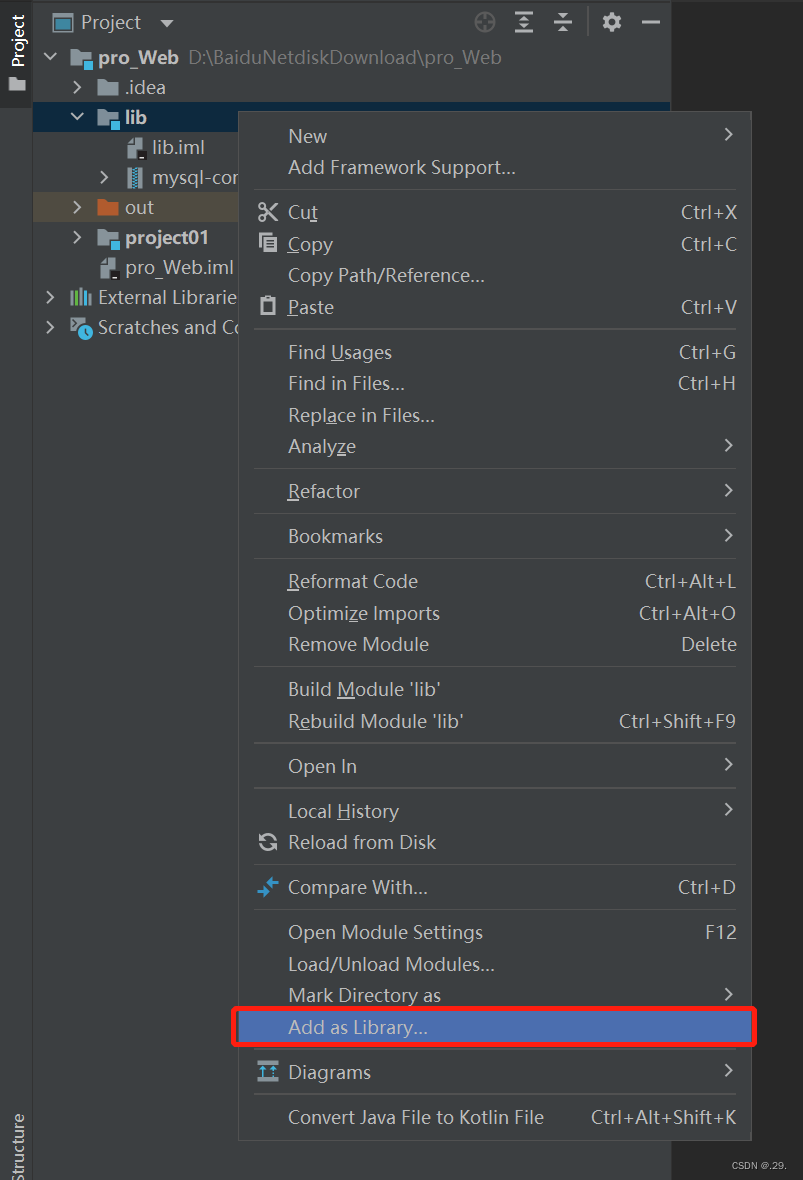 Project
Project
pro_Web D:\BaiduNetdiskDownload\pro_Web
.idea
lib
lib.iml
mysql-cor
out
project01
pro_Web.iml
External Librarie
Scratches and Co
New
Add Framework Support...
Cut Ctrl+X
Copy Ctrl+C
Copy Path/Reference...
Paste Ctrl+V
Find Usages Ctrl+G
Find in Files... Ctrl+H
Replace in Files...
Analyze
Refactor
Bookmarks
Reformat Code Ctrl+Alt+L
Optimize Imports Ctrl+Alt+O
Remove Module Delete
Build Module 'lib'
Rebuild Module 'lib' Ctrl+Shift+F9
Open In
Local History
Reload from Disk
Compare With... Ctrl+D
Open Module Settings F12
Load/Unload Modules...
Mark Directory as
Add as Library...
Diagrams
Convert Java File to Kotlin File Ctrl+Alt+Shift+K
Structure
CSDN @.29.